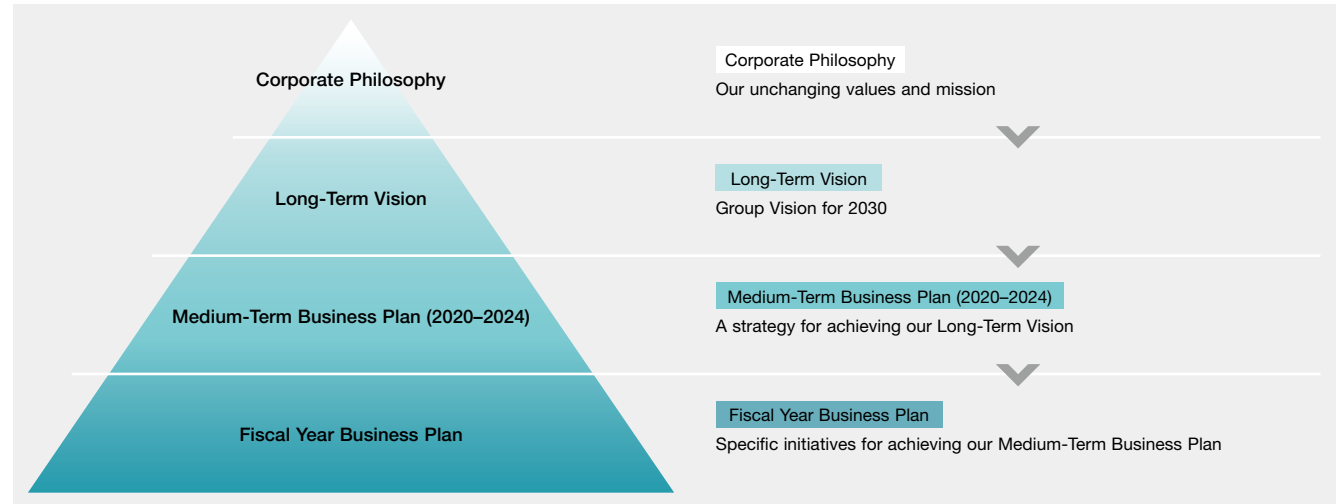 Corporate Philosophy
Long-Term Vision
Medium-Term Business Plan (2020–2024)
Fiscal Year Business Plan
Corporate Philosophy
Our unchanging values and mission
Long-Term Vision
Group Vision for 2030
Medium-Term Business Plan (2020–2024)
A strategy for achieving our Long-Term Vision
Fiscal Year Business Plan
Specific initiatives for achieving our Medium-Term Business Plan